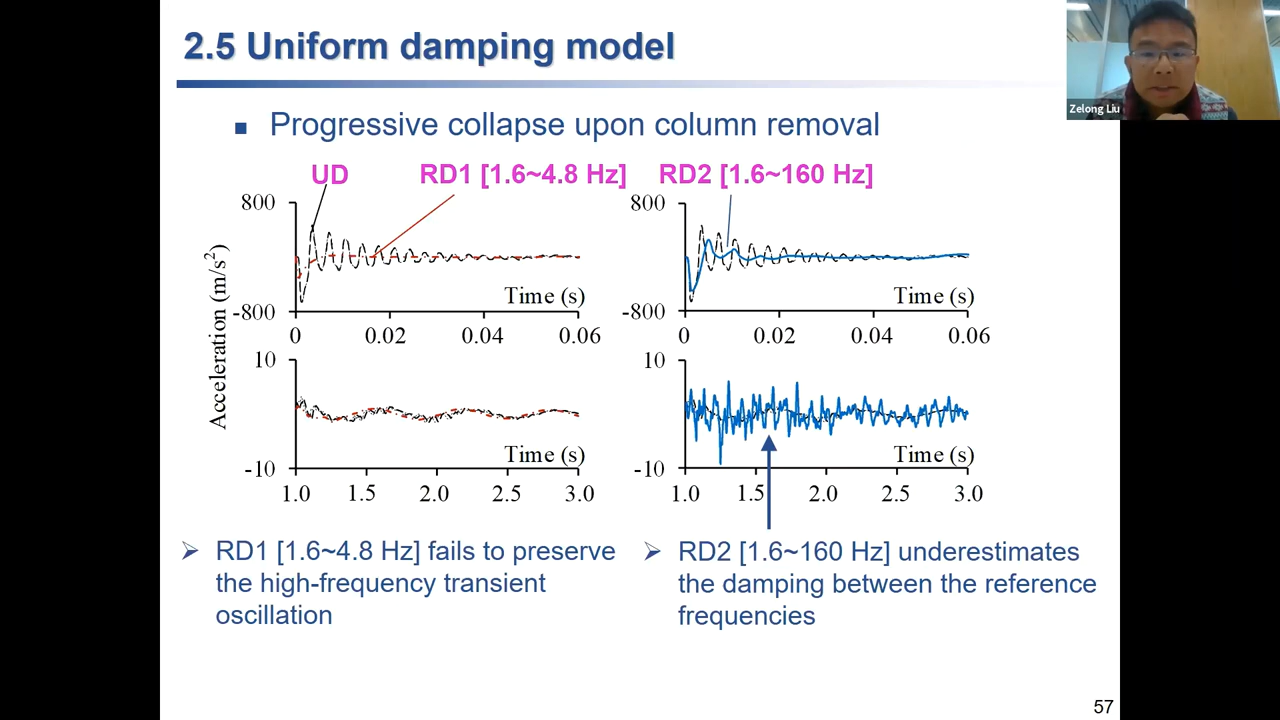 2.5 Uniform damping model
Zelong Liu
Progressive collapse upon column removal
UD
RD1 [1.6~4.8 Hz]
RD2 [1.6~160 Hz]
Acceleration (m/s²)
800
-800
Time (s)
0 0.02 0.04 0.06
800
-800
Time (s)
0 0.02 0.04 0.06
10
-10
Time (s)
1.0 1.5 2.0 2.5 3.0
10
-10
Time (s)
1.0 1.5 2.0 2.5 3.0
RD1 [1.6~4.8 Hz] fails to preserve
the high-frequency transient
oscillation
RD2 [1.6~160 Hz] underestimates
the damping between the reference
frequencies
57